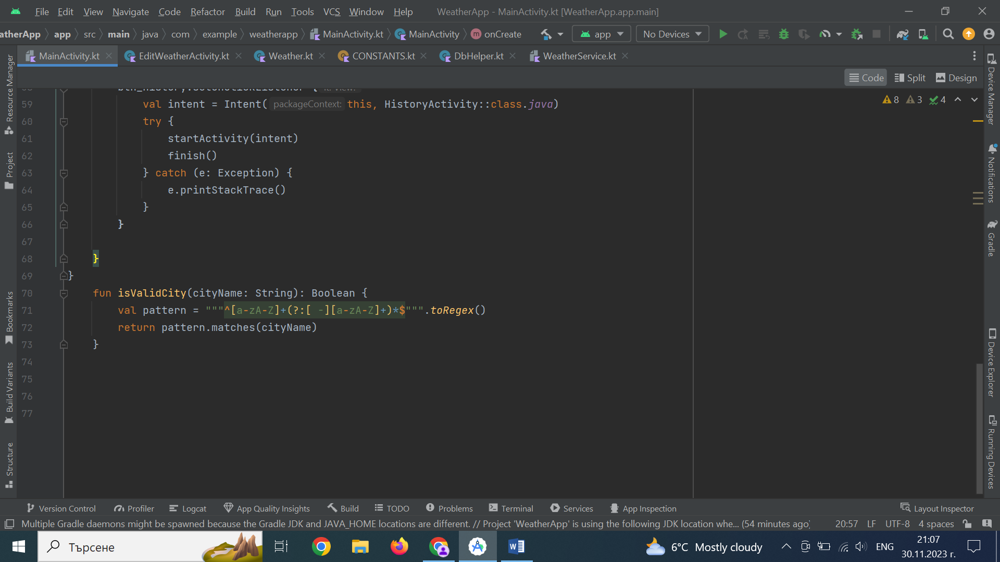 File Edit View Navigate Code Refactor Build Run Tools VCS Window Help WeatherApp - MainActivity.kt [WeatherApp.app.main]
atherApp app src main java com example weatherapp MainActivity.kt MainActivity onCreate app No Devices
MainActivity.kt EditWeatherActivity.kt Weather.kt CONSTANTS.kt DbHelper.kt WeatherService.kt
Code Split Design
8 3 4
59 val intent = Intent( packageContext: this, HistoryActivity::class.java)
60 try {
61 startActivity(intent)
62 finish()
63 } catch (e: Exception) {
64 e.printStackTrace()
65 }
66 }
67
68 }
69 }
70 fun isValidCity(cityName: String): Boolean {
71 val pattern = """^[a-zA-Z]+(?:[ -][a-zA-Z]+)*$""".toRegex()
72 return pattern.matches(cityName)
73 }
74
75
76
77
Resource Manager
Project
Bookmarks
Build Variants
Structure
Device Manager
Notifications
Gradle
Device Explorer
Running Devices
Version Control Profiler Logcat App Quality Insights Build TODO Problems Terminal Services App Inspection Layout Inspector
Multiple Gradle daemons might be spawned because the Gradle JDK and JAVA_HOME locations are different. // Project 'WeatherApp' is using the following JDK location whe... (54 minutes ago) 20:57 LF UTF-8 4 spaces
Търсене 6°C Mostly cloudy ENG 21:07
30.11.2023 г.